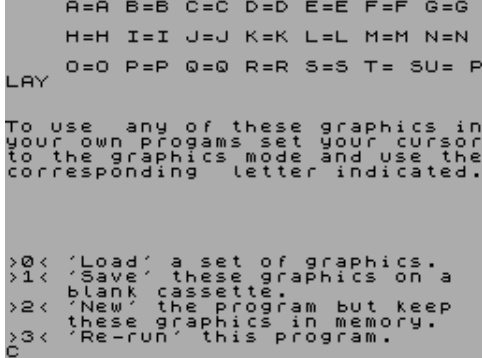 A=A B=B C=C D=D E=E F=F G=G
H=H I=I J=J K=K L=L M=M N=N
O=O P=P Q=Q R=R S=S T= SU= P
LAY
To use any of these graphics in
your own progams set your cursor
to the graphics mode and use the
corresponding letter indicated.
>0< 'Load' a set of graphics.
>1< 'Save' these graphics on a
blank cassette.
>2< 'New' the program but keep
these graphics in memory.
>3< 'Re-run' this program.
C